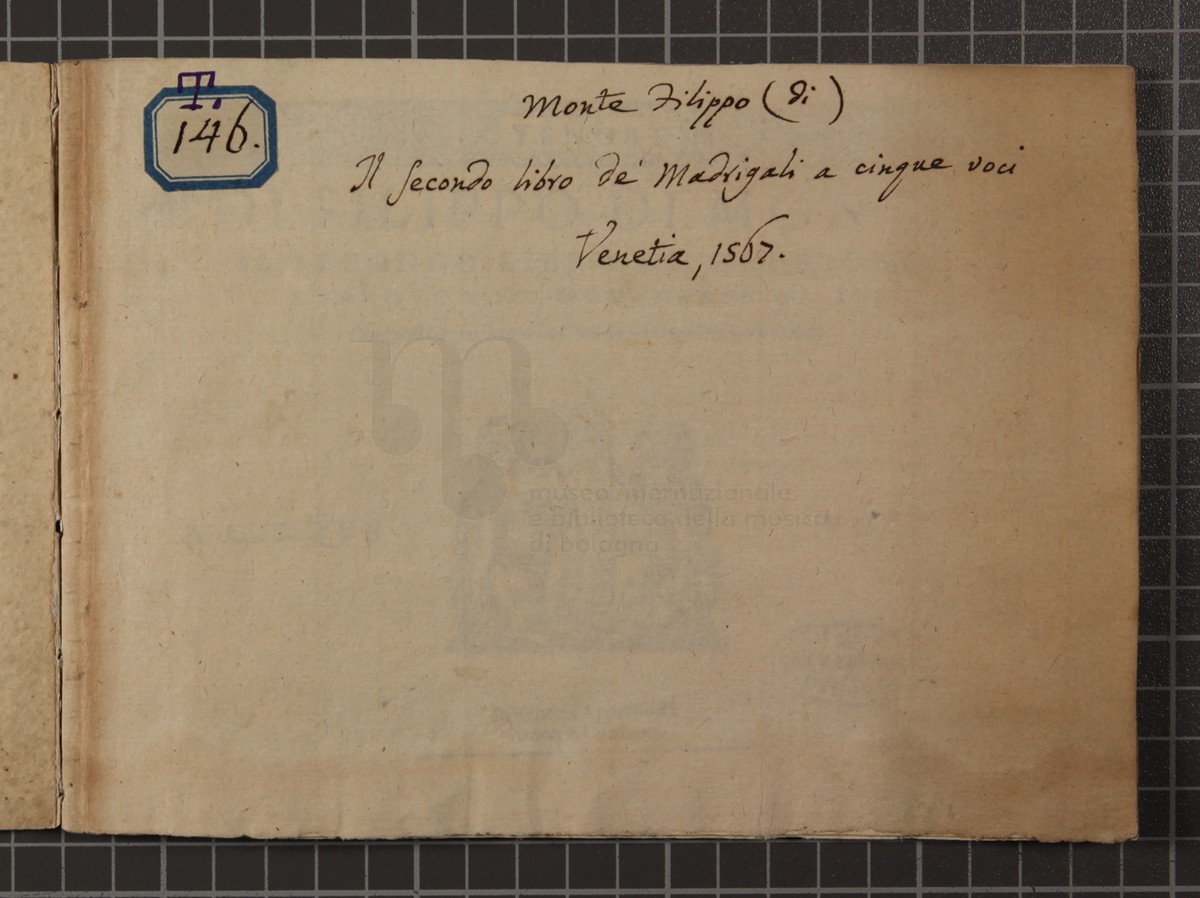 T.
146.
Monte Filippo (di)
Il secondo libro de' Madrigali a cinque voci
Venetia, 1567.
museo internazionale
e biblioteca della musica
di bologna